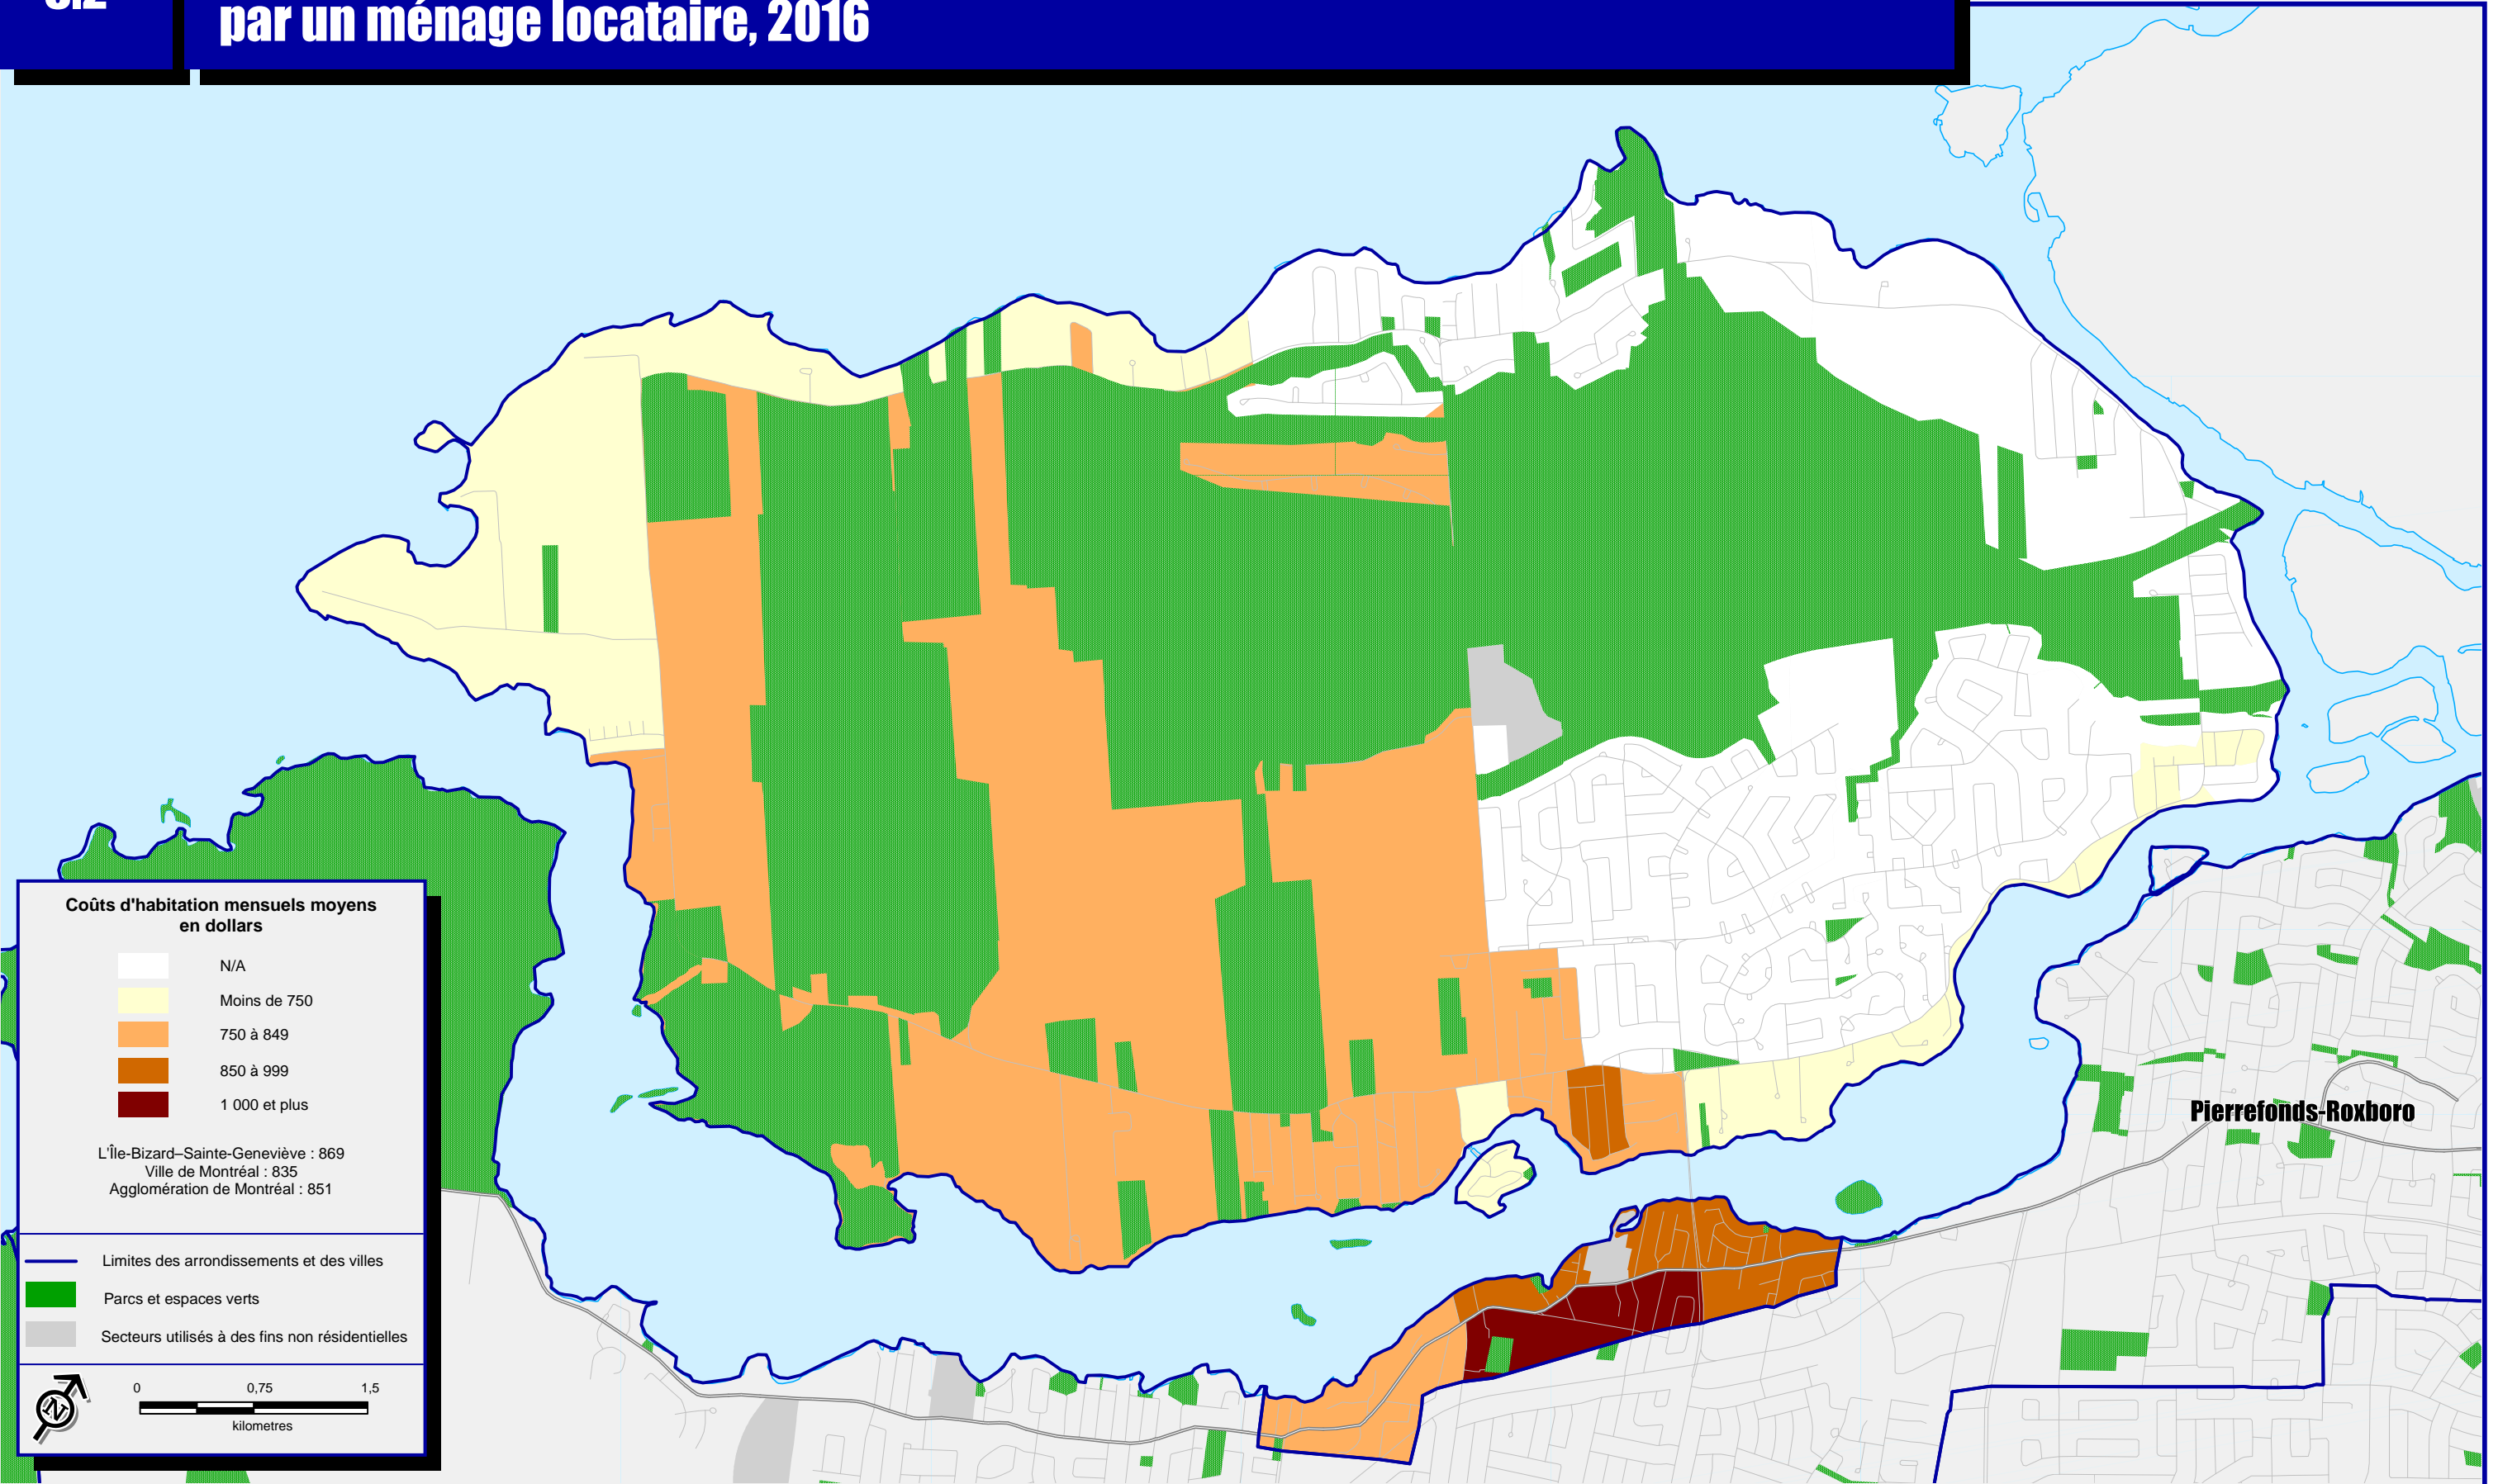 par un ménage locataire, 2016
Pierrefonds-Roxboro
Coûts d'habitation mensuels moyens
en dollars
N/A
Moins de 750
750 à 849
850 à 999
1 000 et plus
L'Île-Bizard–Sainte-Geneviève : 869
Ville de Montréal : 835
Agglomération de Montréal : 851
Limites des arrondissements et des villes
Parcs et espaces verts
Secteurs utilisés à des fins non résidentielles
N
0 0,75 1,5
kilometres